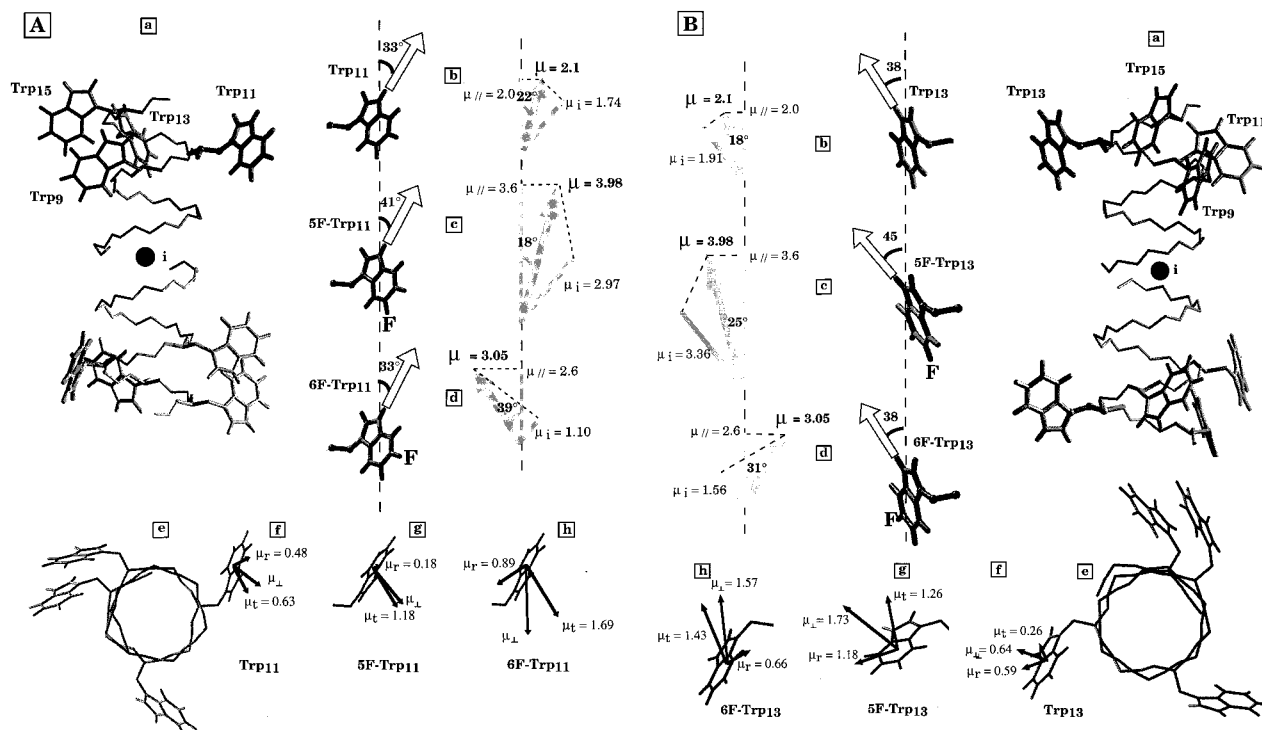 A
a
Trp15
Trp13
Trp11
Trp9
i
33°
Trp11
b
μ = 2.1
μ// = 2.0
22°
μi = 1.74
41°
5F-Trp11
F
c
μ// = 3.6
μ = 3.98
18°
μi = 2.97
33°
6F-Trp11
F
d
μ = 3.05
μ// = 2.6
39°
μi = 1.10
e
f
μr = 0.48
μ⊥
μt = 0.63
Trp11
g
μr = 0.18
μ⊥
μt = 1.18
5F-Trp11
h
μr = 0.89
μt = 1.69
μ⊥
6F-Trp11
B
μ = 2.1
μ// = 2.0
18°
μi = 1.91
b
38
Trp13
μ = 3.98
μ// = 3.6
25°
μi = 3.36
c
45
5F-Trp13
F
μ = 3.05
μ// = 2.6
31°
μi = 1.56
d
38
6F-Trp13
F
a
Trp15
Trp13
Trp11
Trp9
i
h
μ⊥= 1.57
μt = 1.43
μr = 0.66
6F-Trp13
g
μt = 1.26
μ⊥= 1.73
μr = 1.18
5F-Trp13
f
μt = 0.26
μ⊥= 0.64
μr = 0.59
Trp13
e